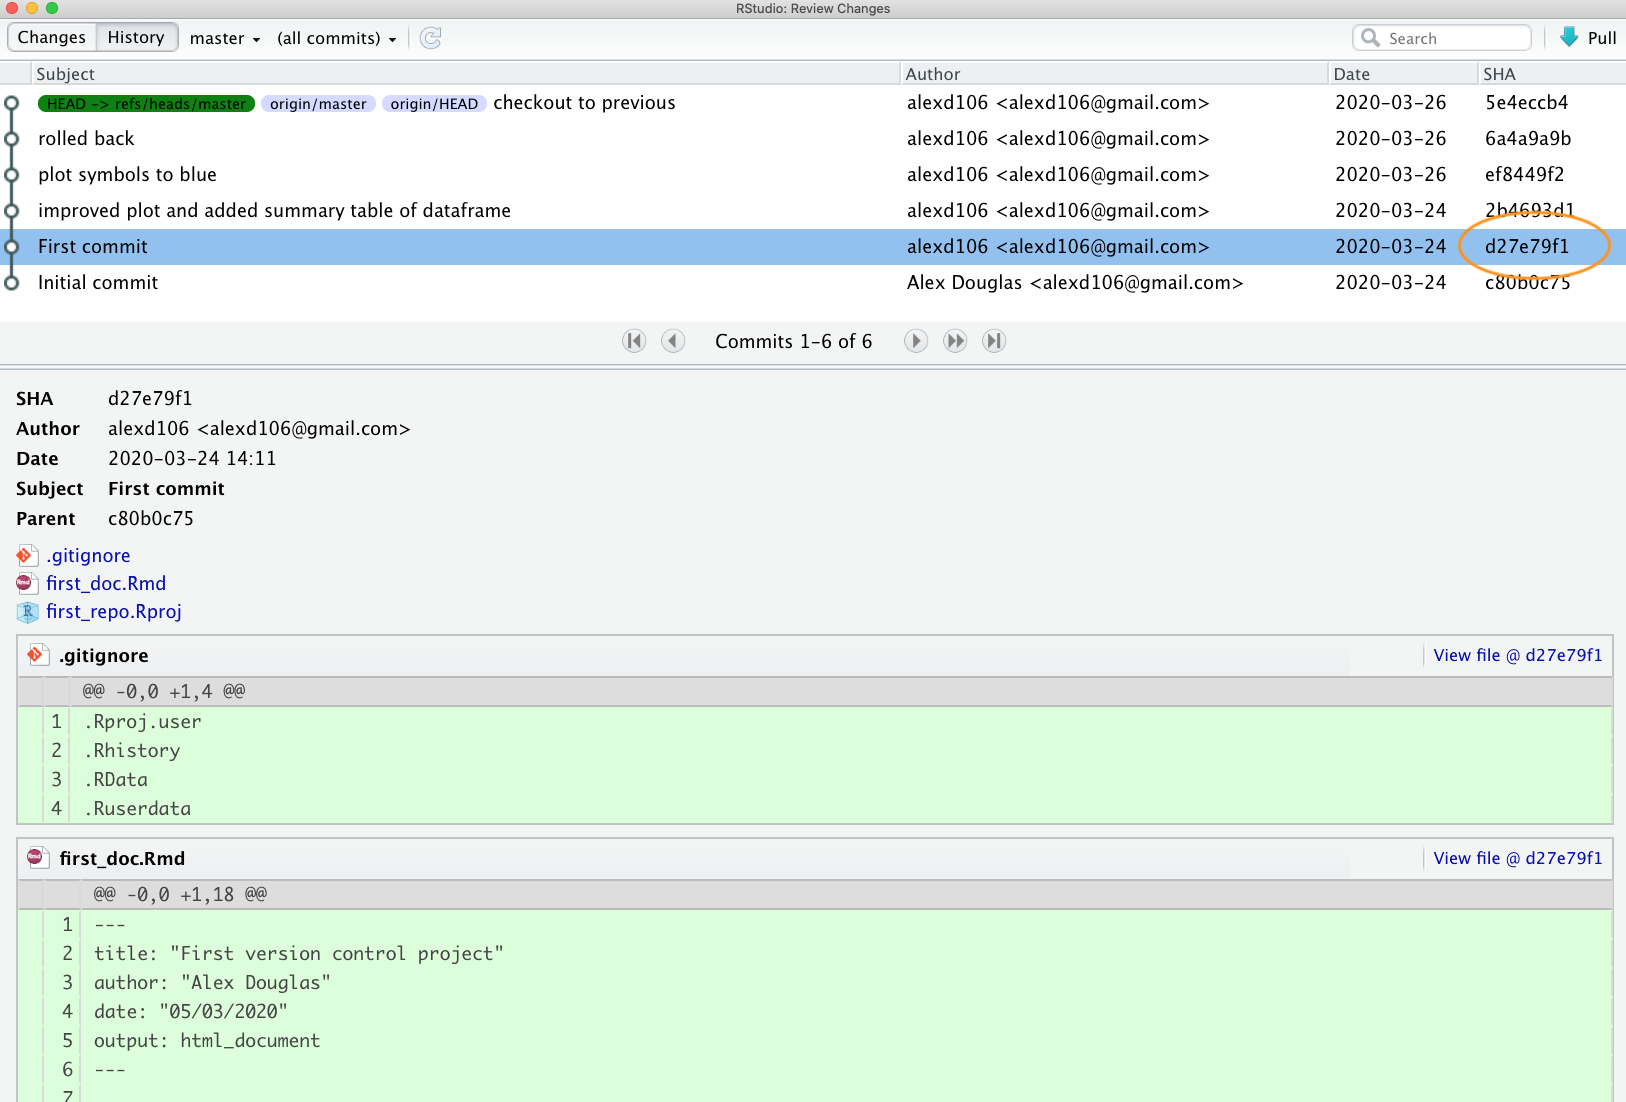 RStudio: Review Changes
Changes History master (all commits) Search Pull
Subject Author Date SHA
HEAD -> refs/heads/master origin/master origin/HEAD checkout to previous alexd106 <alexd106@gmail.com> 2020-03-26 5e4eccb4
rolled back alexd106 <alexd106@gmail.com> 2020-03-26 6a4a9a9b
plot symbols to blue alexd106 <alexd106@gmail.com> 2020-03-26 ef8449f2
improved plot and added summary table of dataframe alexd106 <alexd106@gmail.com> 2020-03-24 2b4693d1
First commit alexd106 <alexd106@gmail.com> 2020-03-24 d27e79f1
Initial commit Alex Douglas <alexd106@gmail.com> 2020-03-24 c80b0c75
Commits 1-6 of 6
SHA d27e79f1
Author alexd106 <alexd106@gmail.com>
Date 2020-03-24 14:11
Subject First commit
Parent c80b0c75
.gitignore
first_doc.Rmd
first_repo.Rproj
.gitignore View file @ d27e79f1
@@ -0,0 +1,4 @@
1 .Rproj.user
2 .Rhistory
3 .RData
4 .Ruserdata
first_doc.Rmd View file @ d27e79f1
@@ -0,0 +1,18 @@
1 ---
2 title: "First version control project"
3 author: "Alex Douglas"
4 date: "05/03/2020"
5 output: html_document
6 ---
7